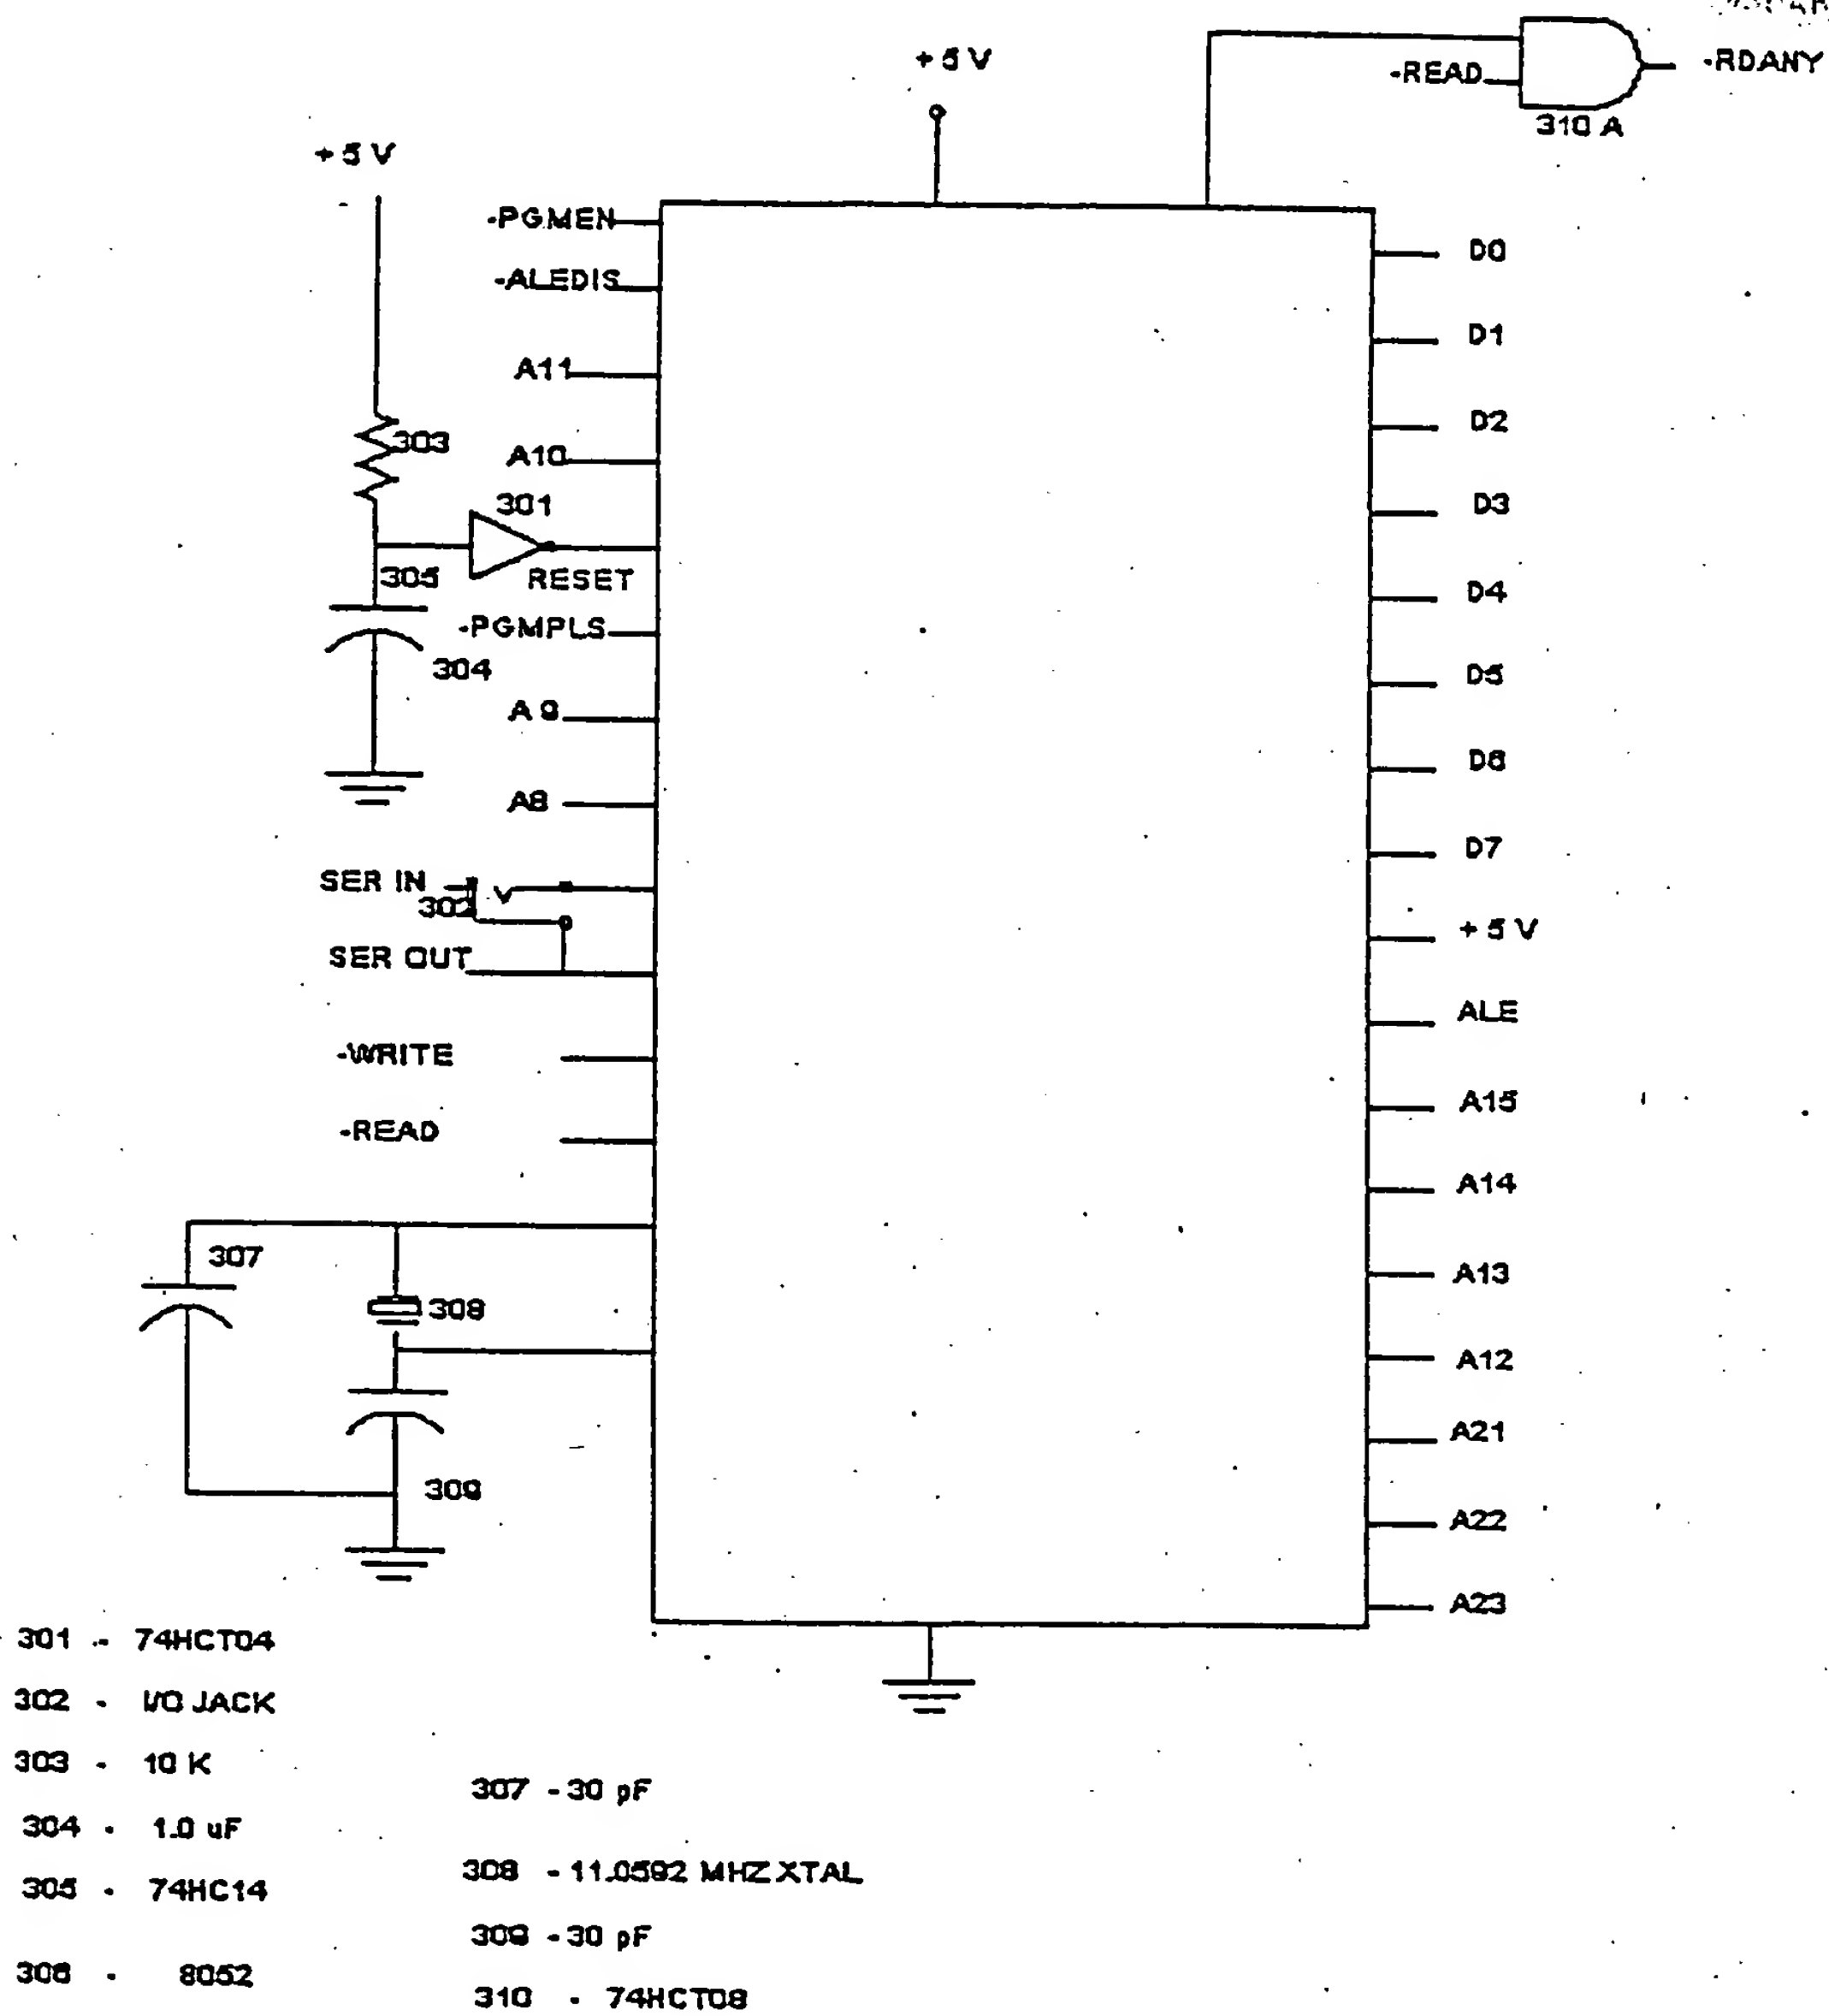 +5 V
-READ
-RDANY
310 A
+5 V
-PGMEN
-ALEDIS
A11
303
A10
301
305
RESET
-PGMPLS
304
A9
A8
SER IN
302
SER OUT
-WRITE
-READ
307
308
309
D0
D1
D2
D3
D4
D5
D6
D7
+5 V
ALE
A15
A14
A13
A12
A21
A22
A23
301 - 74HCT04
302 - I/O JACK
303 - 10 K
304 - 1.0 uF
305 - 74HC14
306 - 8052
307 - 30 pF
308 - 11.0592 MHZ XTAL
309 - 30 pF
310 - 74HCT08